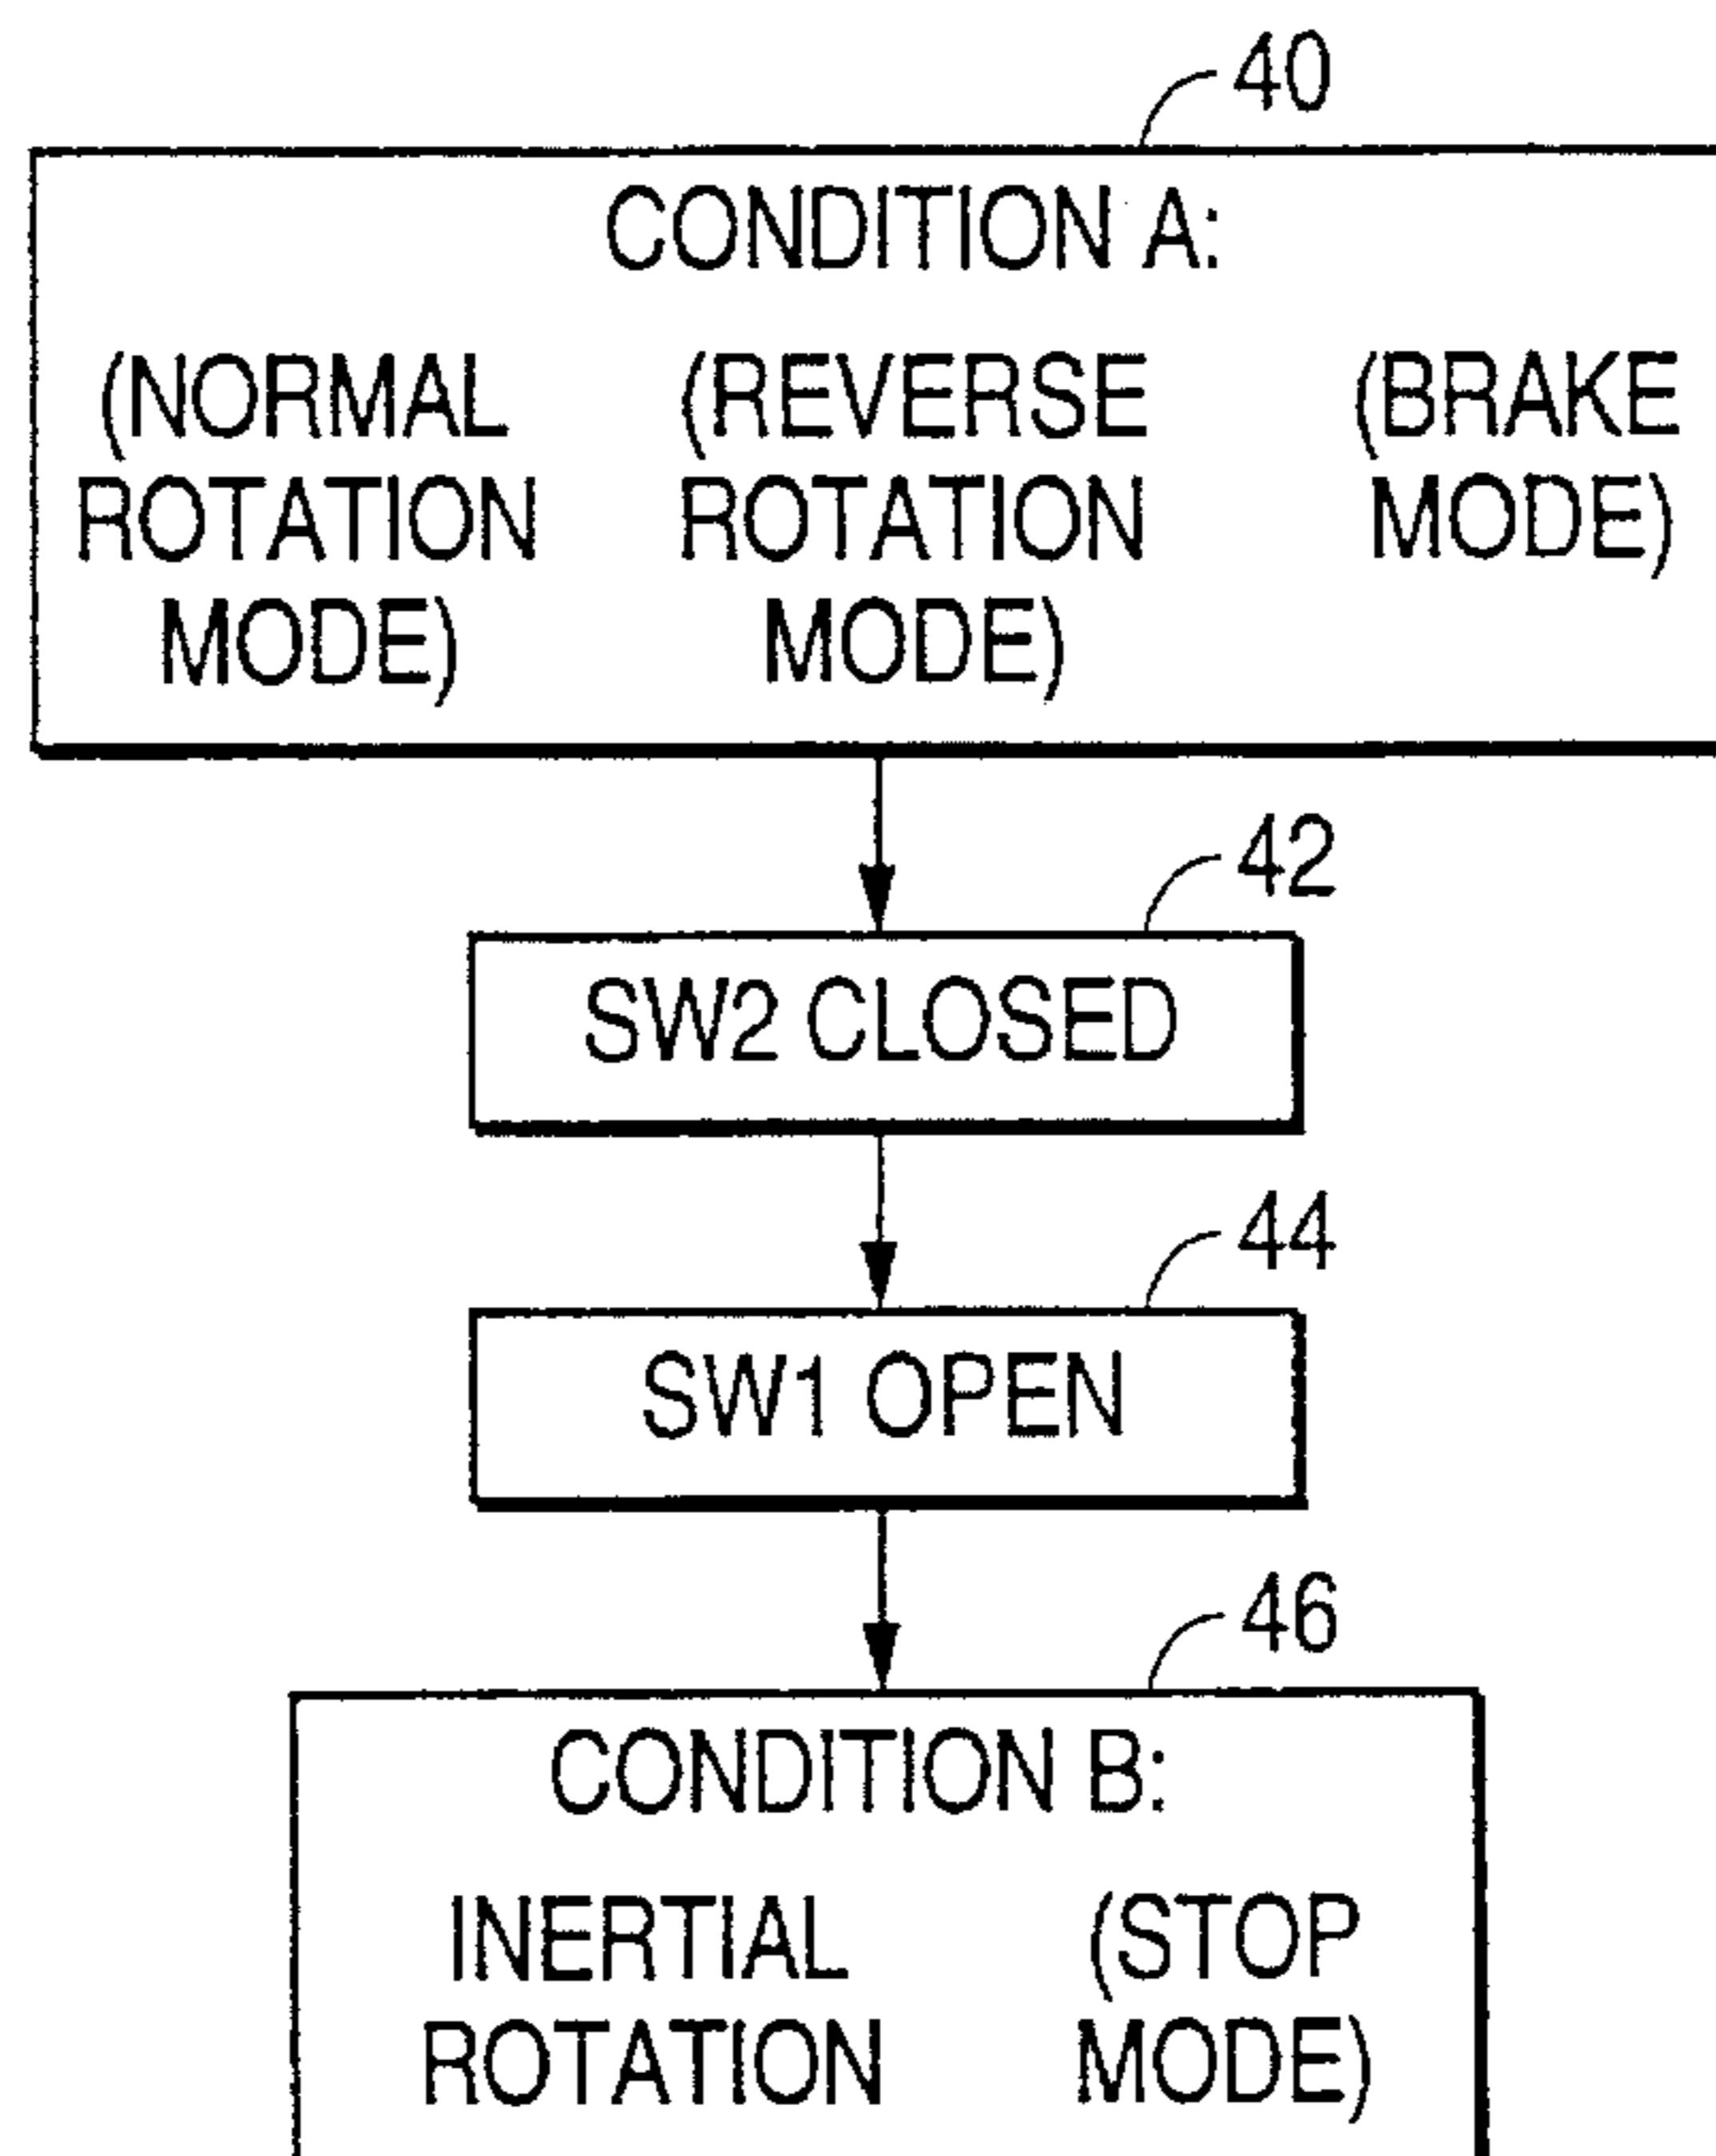 40
CONDITION A:
(NORMAL (REVERSE (BRAKE
ROTATION ROTATION MODE)
MODE) MODE)
42
SW2 CLOSED
44
SW1 OPEN
46
CONDITION B:
INERTIAL (STOP
ROTATION MODE)